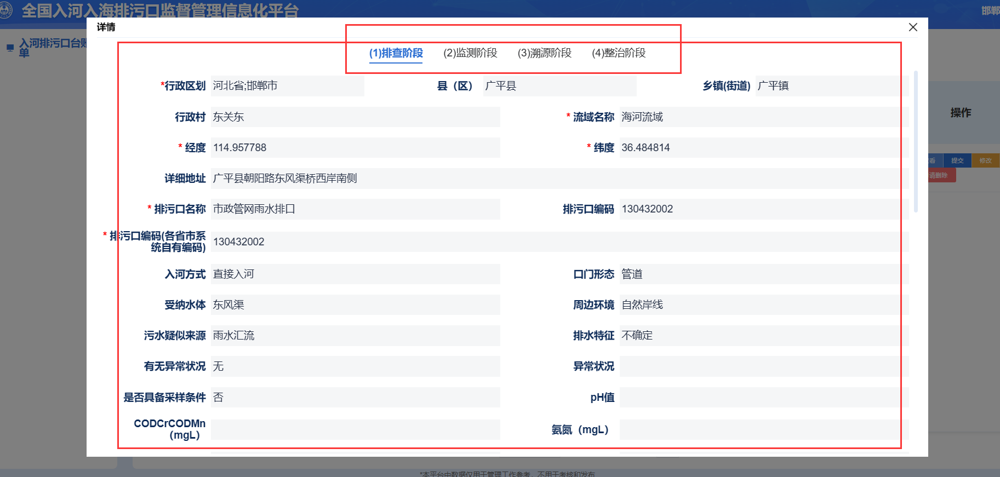 全国入河入海排污口监督管理信息化平台
邯郸
详情
入河排污口台账
单
(1)排查阶段 (2)监测阶段 (3)溯源阶段 (4)整治阶段
*行政区划 河北省;邯郸市 县（区） 广平县 乡镇(街道) 广平镇
行政村 东关东 * 流域名称 海河流域
操作
* 经度 114.957788 * 纬度 36.484814
看 提交 修改
请删除
详细地址 广平县朝阳路东风渠桥西岸南侧
* 排污口名称 市政管网雨水排口 排污口编码 130432002
* 排污口编码(各省市系
统自有编码) 130432002
入河方式 直接入河 口门形态 管道
受纳水体 东风渠 周边环境 自然岸线
污水疑似来源 雨水汇流 排水特征 不确定
有无异常状况 无 异常状况
是否具备采样条件 否 pH值
CODCrCODMn
（mgL） 氨氮（mgL）
*本平台中数据仅用于管理工作参考，不用于考核和发布